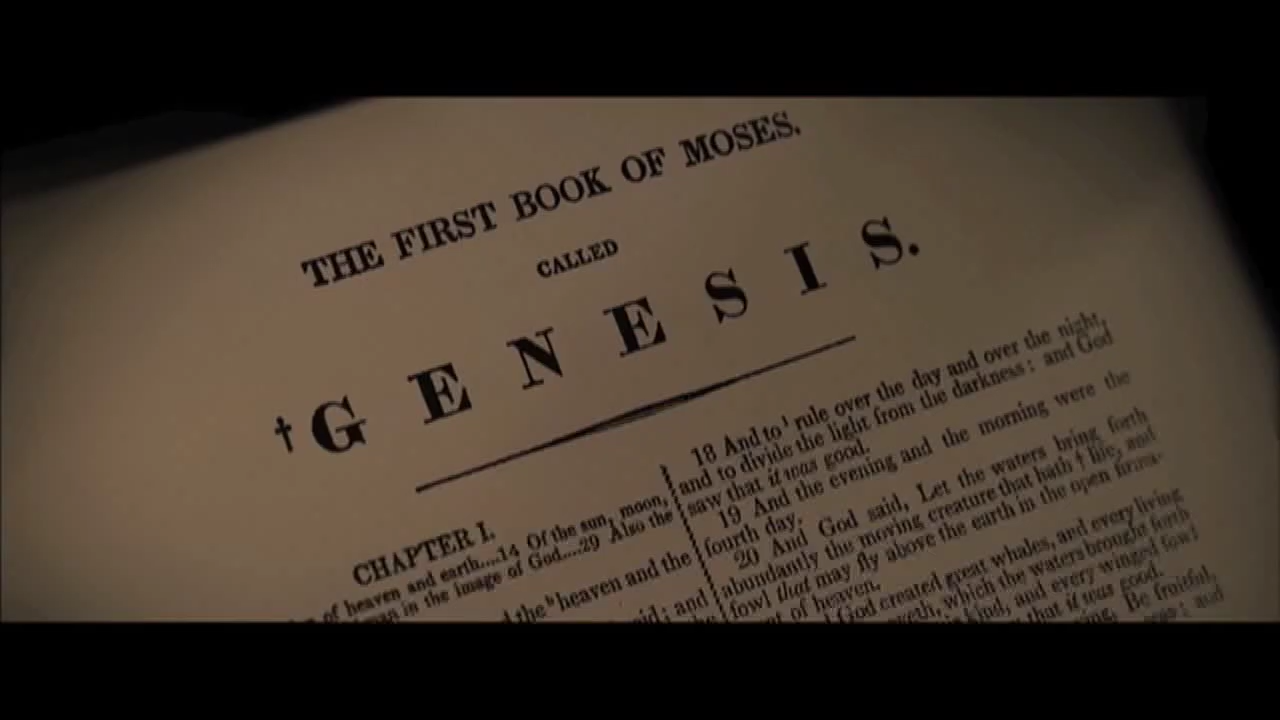 THE FIRST BOOK OF MOSES.
CALLED
†GENESIS.
CHAPTER I.
of heaven and earth....14 Of the sun, moon,
man in the image of God....29 Also the
the heaven and the
and
18 And to rule over the day and over the night,
and to divide the light from the darkness: and God
saw that it was good.
19 And the evening and the morning were the
fourth day.
20 And God said, Let the waters bring forth
abundantly the moving creature that hath † life, and
fowl that may fly above the earth in the open firma-
of heaven.
God created great whales, and every living
which the waters brought forth
kind, and every winged fowl
that it was good.
Be fruitful,
and